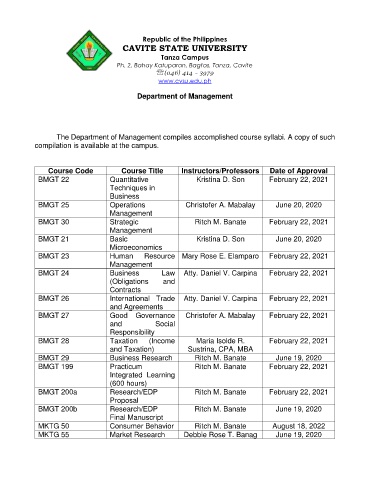 Republic of the Philippines
CAVITE STATE UNIVERSITY
Tanza Campus
Ph. 2, Bahay Katuparan, Bagtas, Tanza, Cavite
☏(046) 414 – 3979
www.cvsu.edu.ph
Department of Management
The Department of Management compiles accomplished course syllabi. A copy of such
compilation is available at the campus.
Course Code Course Title Instructors/Professors Date of Approval
BMGT 22 Quantitative Kristina D. Son February 22, 2021
Techniques in
Business
BMGT 25 Operations Christofer A. Mabalay June 20, 2020
Management
BMGT 30 Strategic Ritch M. Banate February 22, 2021
Management
BMGT 21 Basic Kristina D. Son June 20, 2020
Microeconomics
BMGT 23 Human Resource Mary Rose E. Elamparo February 22, 2021
Management
BMGT 24 Business Law Atty. Daniel V. Carpina February 22, 2021
(Obligations and
Contracts
BMGT 26 International Trade Atty. Daniel V. Carpina February 22, 2021
and Agreements
BMGT 27 Good Governance Christofer A. Mabalay February 22, 2021
and Social
Responsibility
BMGT 28 Taxation (Income Maria Isolde R. February 22, 2021
and Taxation) Sustrina, CPA, MBA
BMGT 29 Business Research Ritch M. Banate June 19, 2020
BMGT 199 Practicum Ritch M. Banate February 22, 2021
Integrated Learning
(600 hours)
BMGT 200a Research/EDP Ritch M. Banate February 22, 2021
Proposal
BMGT 200b Research/EDP Ritch M. Banate June 19, 2020
Final Manuscript
MKTG 50 Consumer Behavior Ritch M. Banate August 18, 2022
MKTG 55 Market Research Debbie Rose T. Banag June 19, 2020